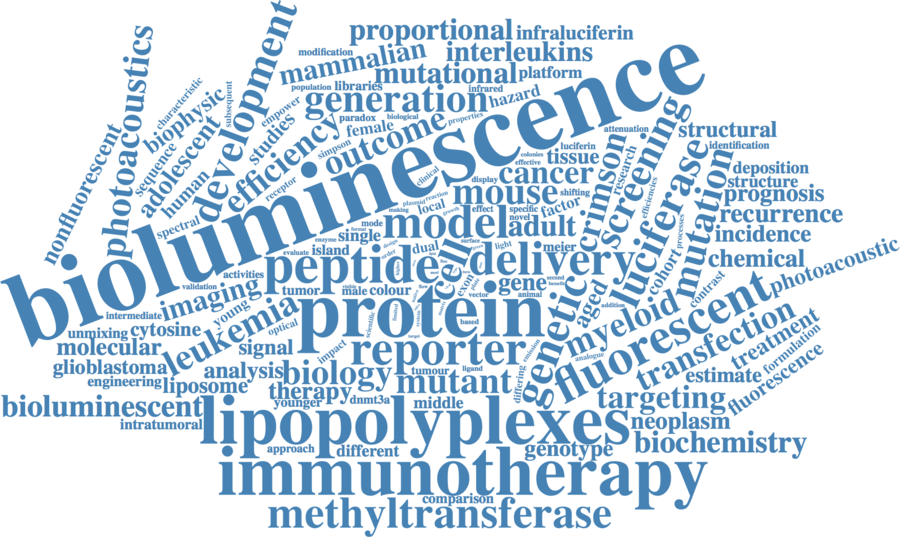 proportional
infraluciferin
modification
mammalian
interleukins
mutational
platform
population
libraries
infrared
generation
hazard
photoacoustics
development
characteristic
subsequent
empower
biophysic
studies
paradox
biological
properties
efficiency
female
outcome
simpson
bioluminescence
nonfluorescent
adolescent
sequence
human
receptor
spectral
clinical
colonies
effective
luciferin
tissue
attenuation
structural
identification
cancer
display
crimson
research
screening
mouse
shifting
plasmid
reaction
efficiencies
luciferase
mutation
deposition
structure
prognosis
recurrence
incidence
making
local
growth
effect
specific
novel
factor
processes
mode
format
model
adult
enzyme
single
evaluate
island
order
design
dual
surface
light
meier
cohort
chemical
photoacoustic
contrast
peptide
cell
delivery
activities
validation
tumor
male
colour
exon
vector
gene
second
benefit
animal
genetic
aged
addition
imaging
young
intermediate
unmixing
cytosine
optical
leukemia
protein
scientific
based
target
myeloid
fluorescent
molecular
signal
impact
reporter
emission
analogue
transfection
treatment
formulation
glioblastoma
engineering
liposome
analysis
biology
tumour
ligand
mutant
differing
estimate
fluorescence
therapy
younger
dnmt3a
middle
targeting
bioluminescent
intratumoral
lipopolyplexes
neoplasm
approach
different
genotype
biochemistry
immunotherapy
comparison
methyltransferase